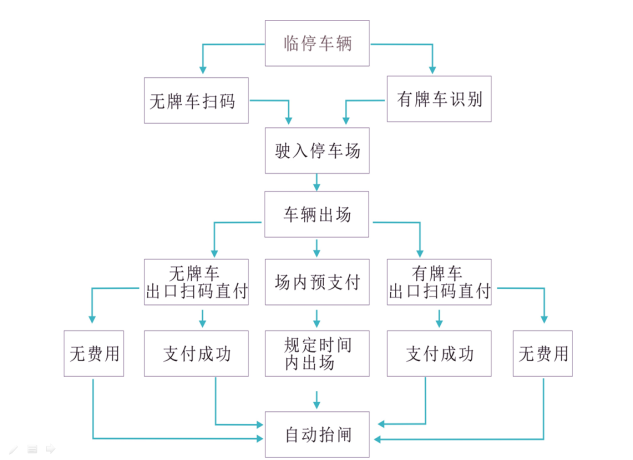 临停车辆
无牌车扫码
有牌车识别
驶入停车场
车辆出场
无牌车
出口扫码直付
场内预支付
有牌车
出口扫码直付
无费用
支付成功
规定时间
内出场
支付成功
无费用
自动抬闸